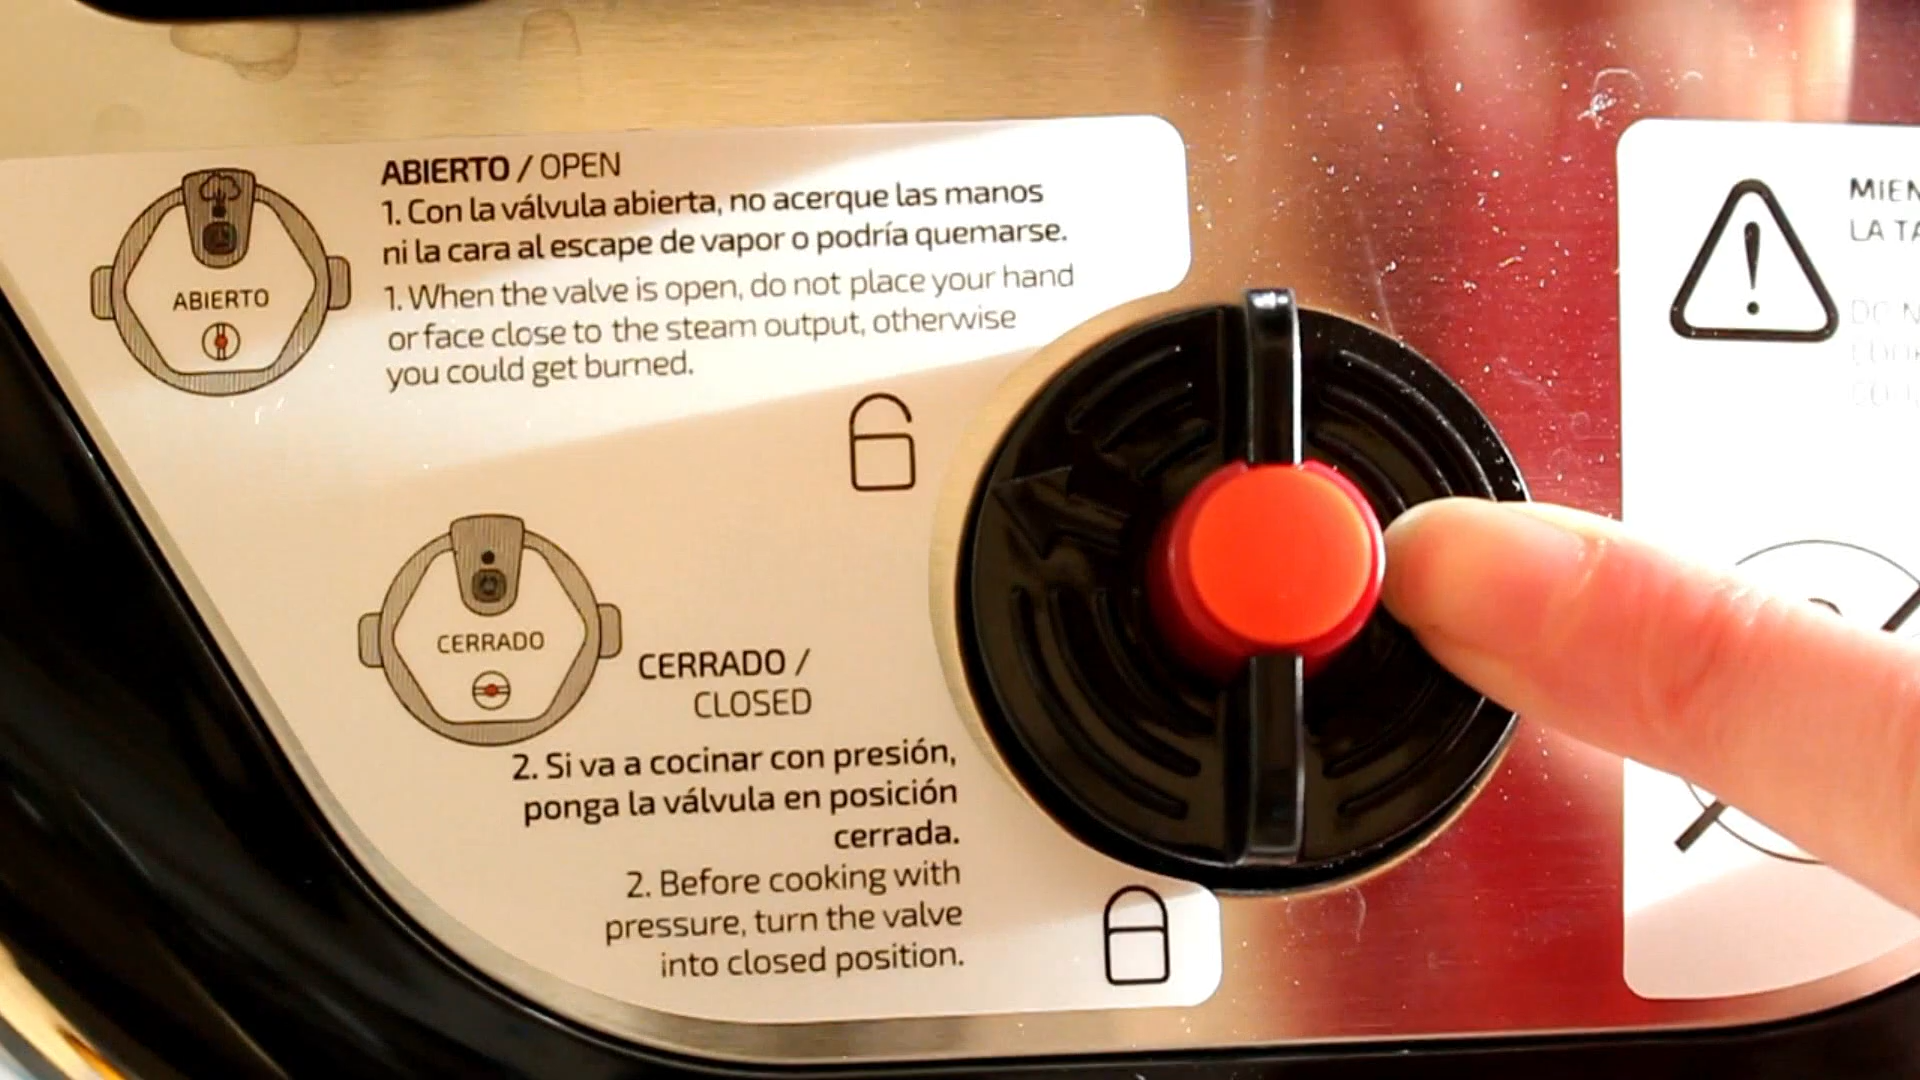 ABIERTO / OPEN
1. Con la válvula abierta, no acerque las manos
ni la cara al escape de vapor o podría quemarse.
1. When the valve is open, do not place your hand
or face close to the steam output, otherwise
you could get burned.
ABIERTO
CERRADO
CERRADO /
CLOSED
2. Si va a cocinar con presión,
ponga la válvula en posición
cerrada.
2. Before cooking with
pressure, turn the valve
into closed position.
LA